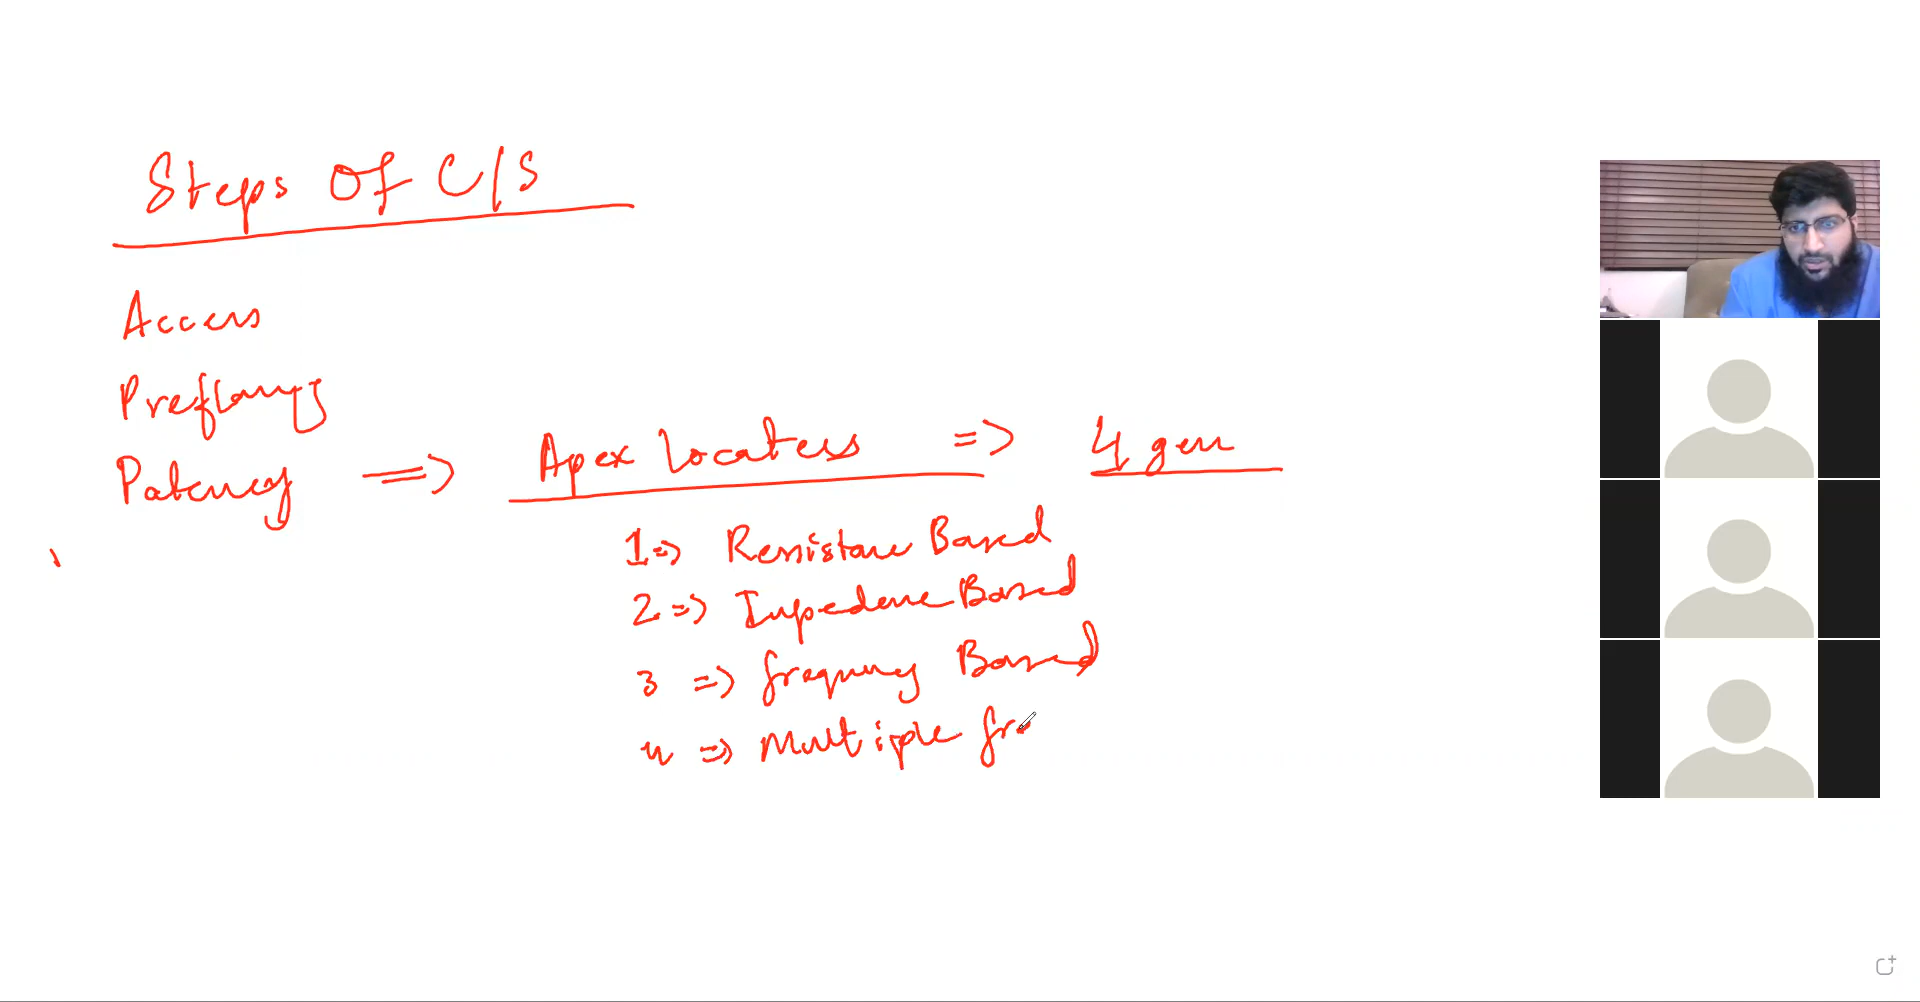 Steps Of C/S
Access
Preflaring
Patency => Apex Locaters => 4 gen
1=> Resistance Based
2=> Impedence Based
3 => frequency Based
4 => Multiple fre